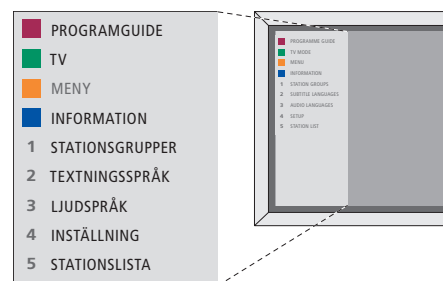 PROGRAMGUIDE
TV
MENY
INFORMATION
1 STATIONSGRUPPER
2 TEXTNINGSSPRÅK
3 LJUDSPRÅK
4 INSTÄLLNING
5 STATIONSLISTA
PROGRAMME GUIDE
TV MODE
MENU
INFORMATION
1 STATION GROUPS
2 SUBTITLE LANGUAGES
3 AUDIO LANGUAGES
4 SETUP
5 STATION LIST